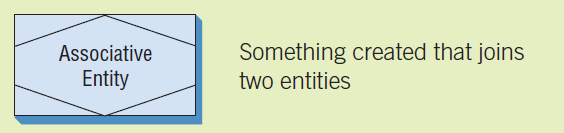 Associative
Entity
Something created that joins
two entities